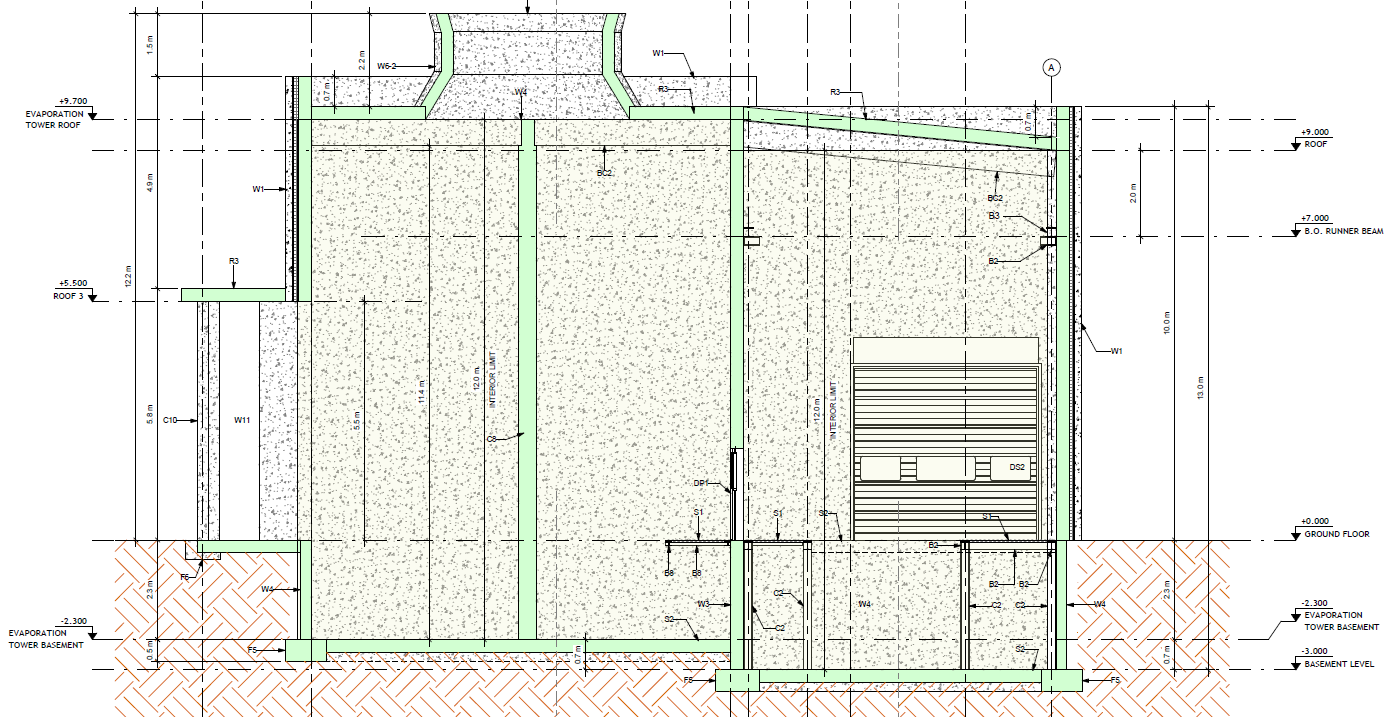 1.5 m
2.2 m
W6-2
W1
A
+9.700
EVAPORATION
TOWER ROOF
0.7 m
W4
R3
R3
0.7 m
+9.000
ROOF
4.9 m
W1
BC2
BC2
2.0 m
B3
+7.000
B.O. RUNNER BEAM
12.2 m
R3
B2
+5.500
ROOF 3
10.0 m
W1
5.8 m
C10
W11
5.5 m
11.4 m
12.0 m
INTERIOR LIMIT
C8
12.0 m
INTERIOR LIMIT
13.0 m
DS2
DP1
S1
S1
S2
S1
+0.000
GROUND FLOOR
B2
F5
B8
B8
B2
B2
2.3 m
W4
W3
C2
W4
C2
C2
W4
2.3 m
-2.300
EVAPORATION
TOWER BASEMENT
S2
C2
-2.300
EVAPORATION
TOWER BASEMENT
0.5 m
F5
0.7 m
S2
0.7 m
-3.000
BASEMENT LEVEL
F5
F5